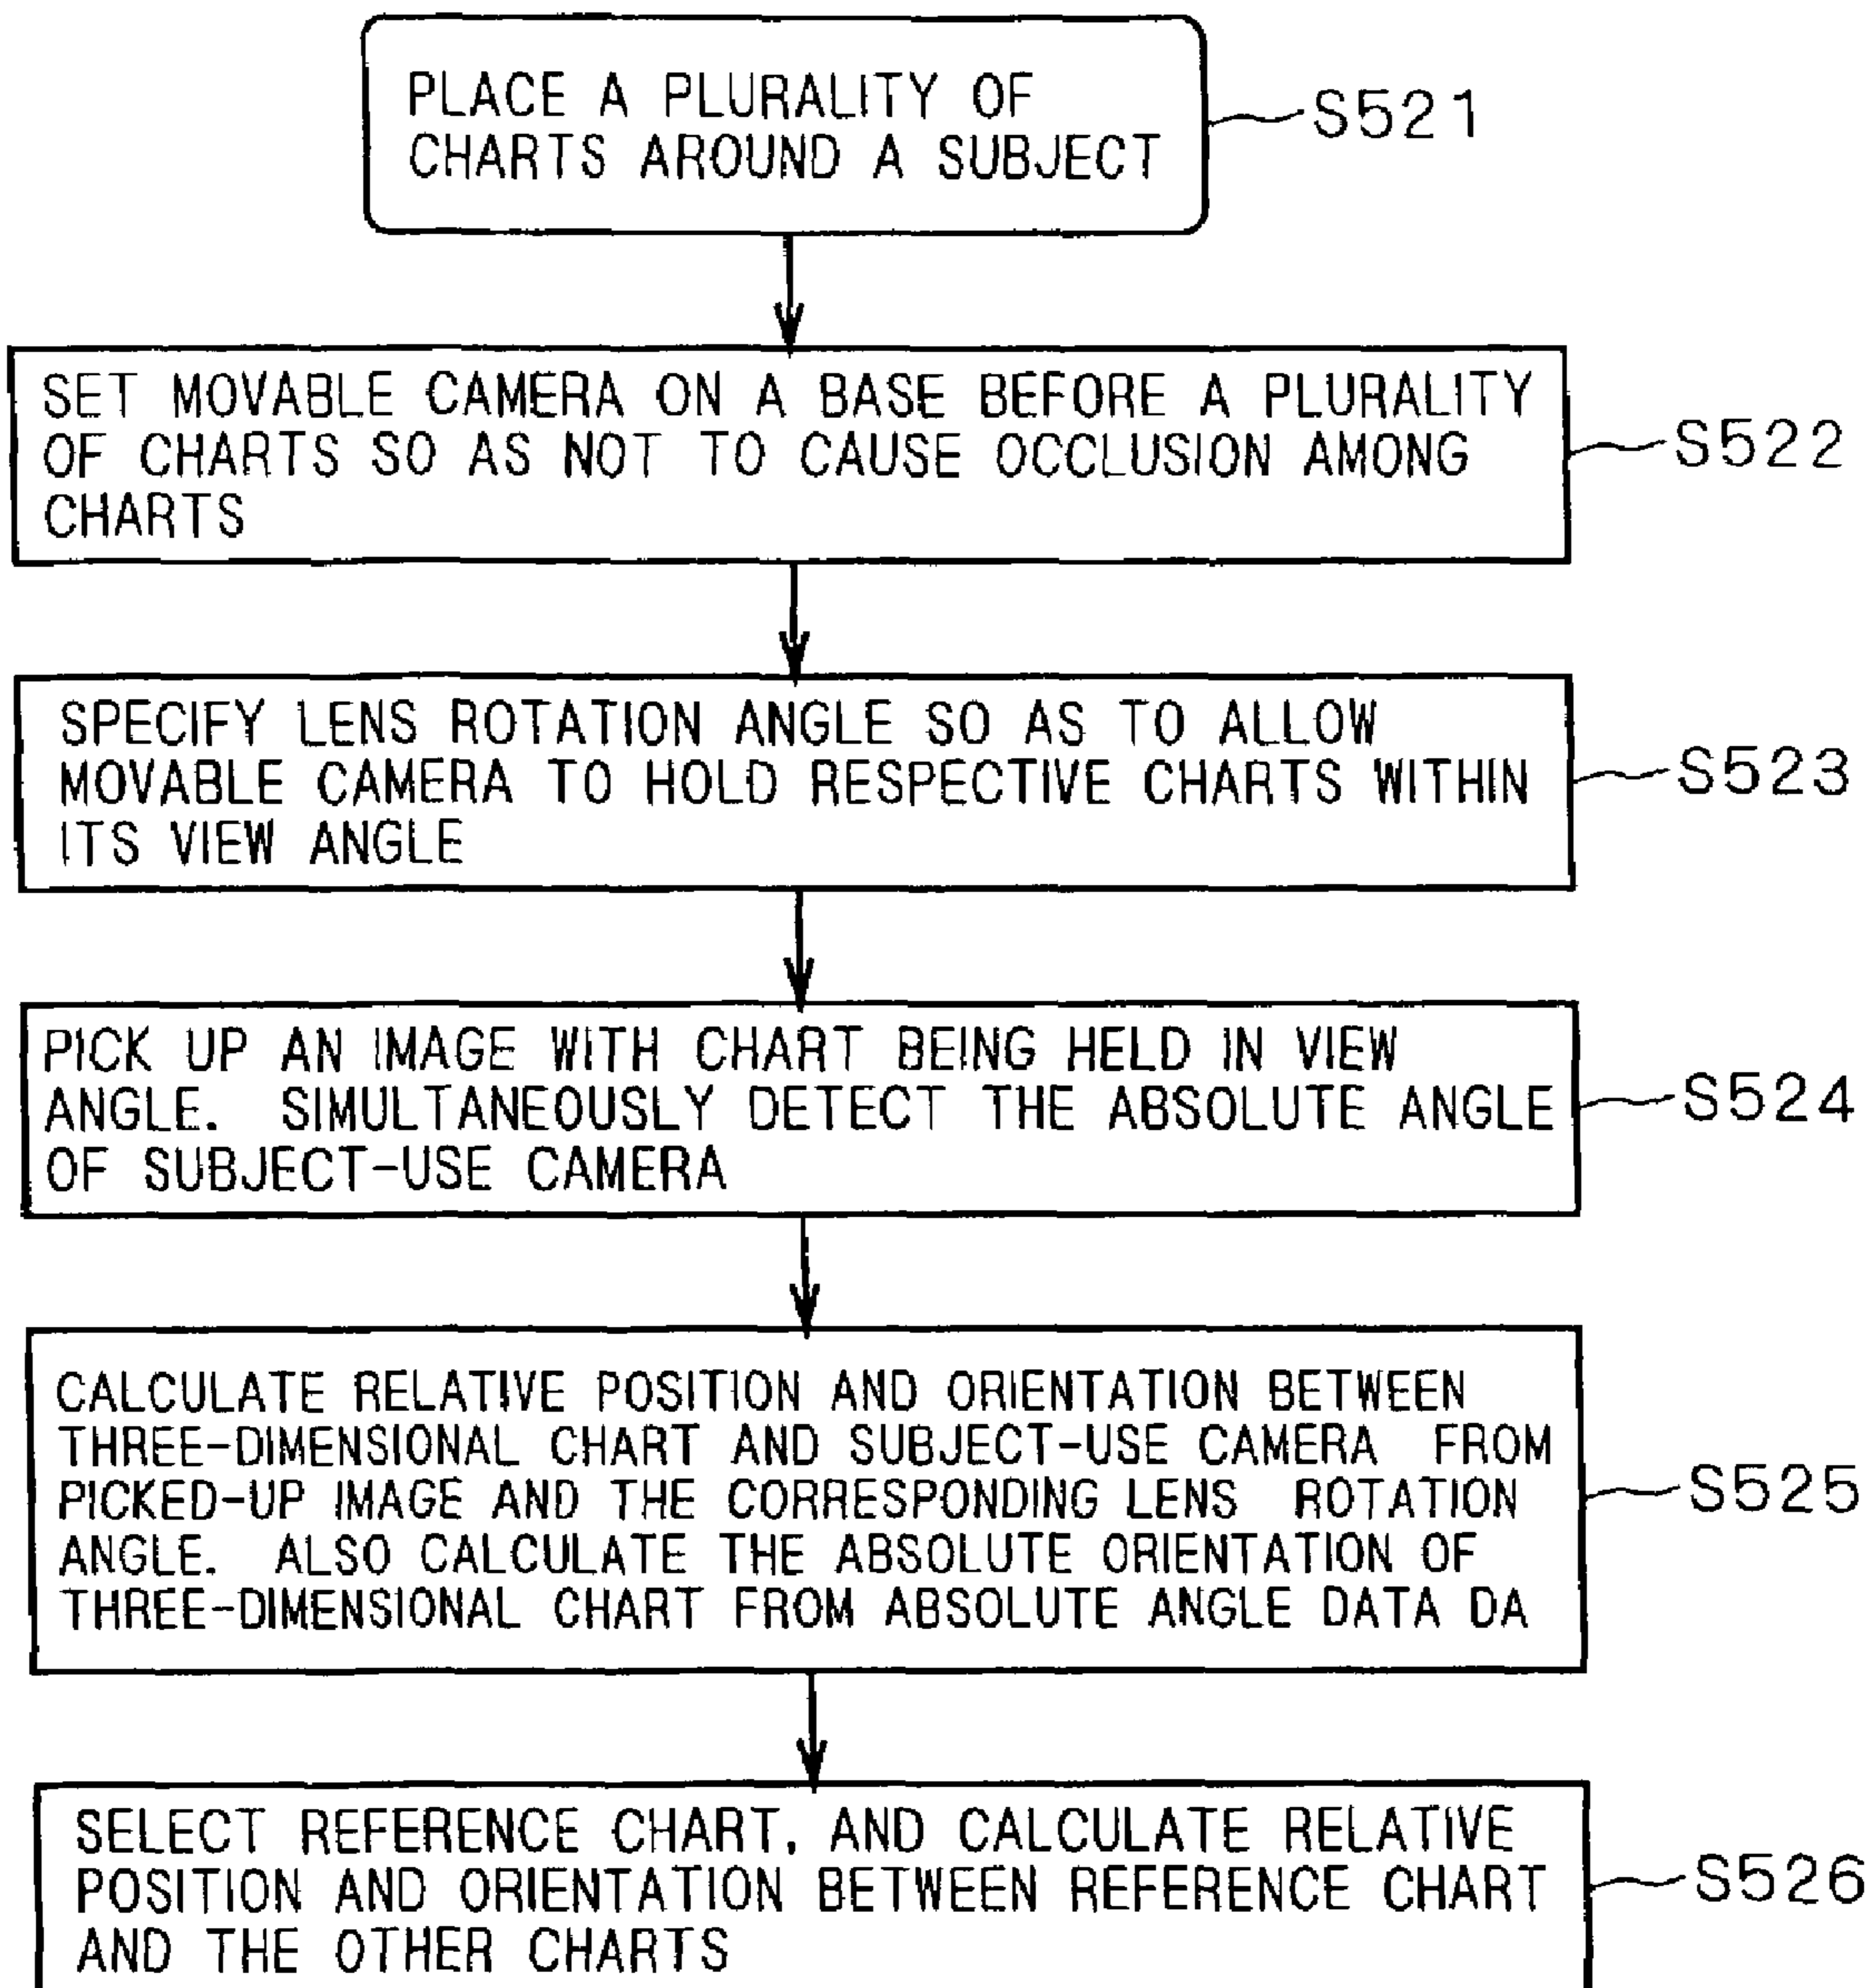 PLACE A PLURALITY OF
CHARTS AROUND A SUBJECT
S521
SET MOVABLE CAMERA ON A BASE BEFORE A PLURALITY
OF CHARTS SO AS NOT TO CAUSE OCCLUSION AMONG
CHARTS
S522
SPECIFY LENS ROTATION ANGLE SO AS TO ALLOW
MOVABLE CAMERA TO HOLD RESPECTIVE CHARTS WITHIN
ITS VIEW ANGLE
S523
PICK UP AN IMAGE WITH CHART BEING HELD IN VIEW
ANGLE. SIMULTANEOUSLY DETECT THE ABSOLUTE ANGLE
OF SUBJECT-USE CAMERA
S524
CALCULATE RELATIVE POSITION AND ORIENTATION BETWEEN
THREE-DIMENSIONAL CHART AND SUBJECT-USE CAMERA FROM
PICKED-UP IMAGE AND THE CORRESPONDING LENS ROTATION
ANGLE. ALSO CALCULATE THE ABSOLUTE ORIENTATION OF
THREE-DIMENSIONAL CHART FROM ABSOLUTE ANGLE DATA DA
S525
SELECT REFERENCE CHART, AND CALCULATE RELATIVE
POSITION AND ORIENTATION BETWEEN REFERENCE CHART
AND THE OTHER CHARTS
S526